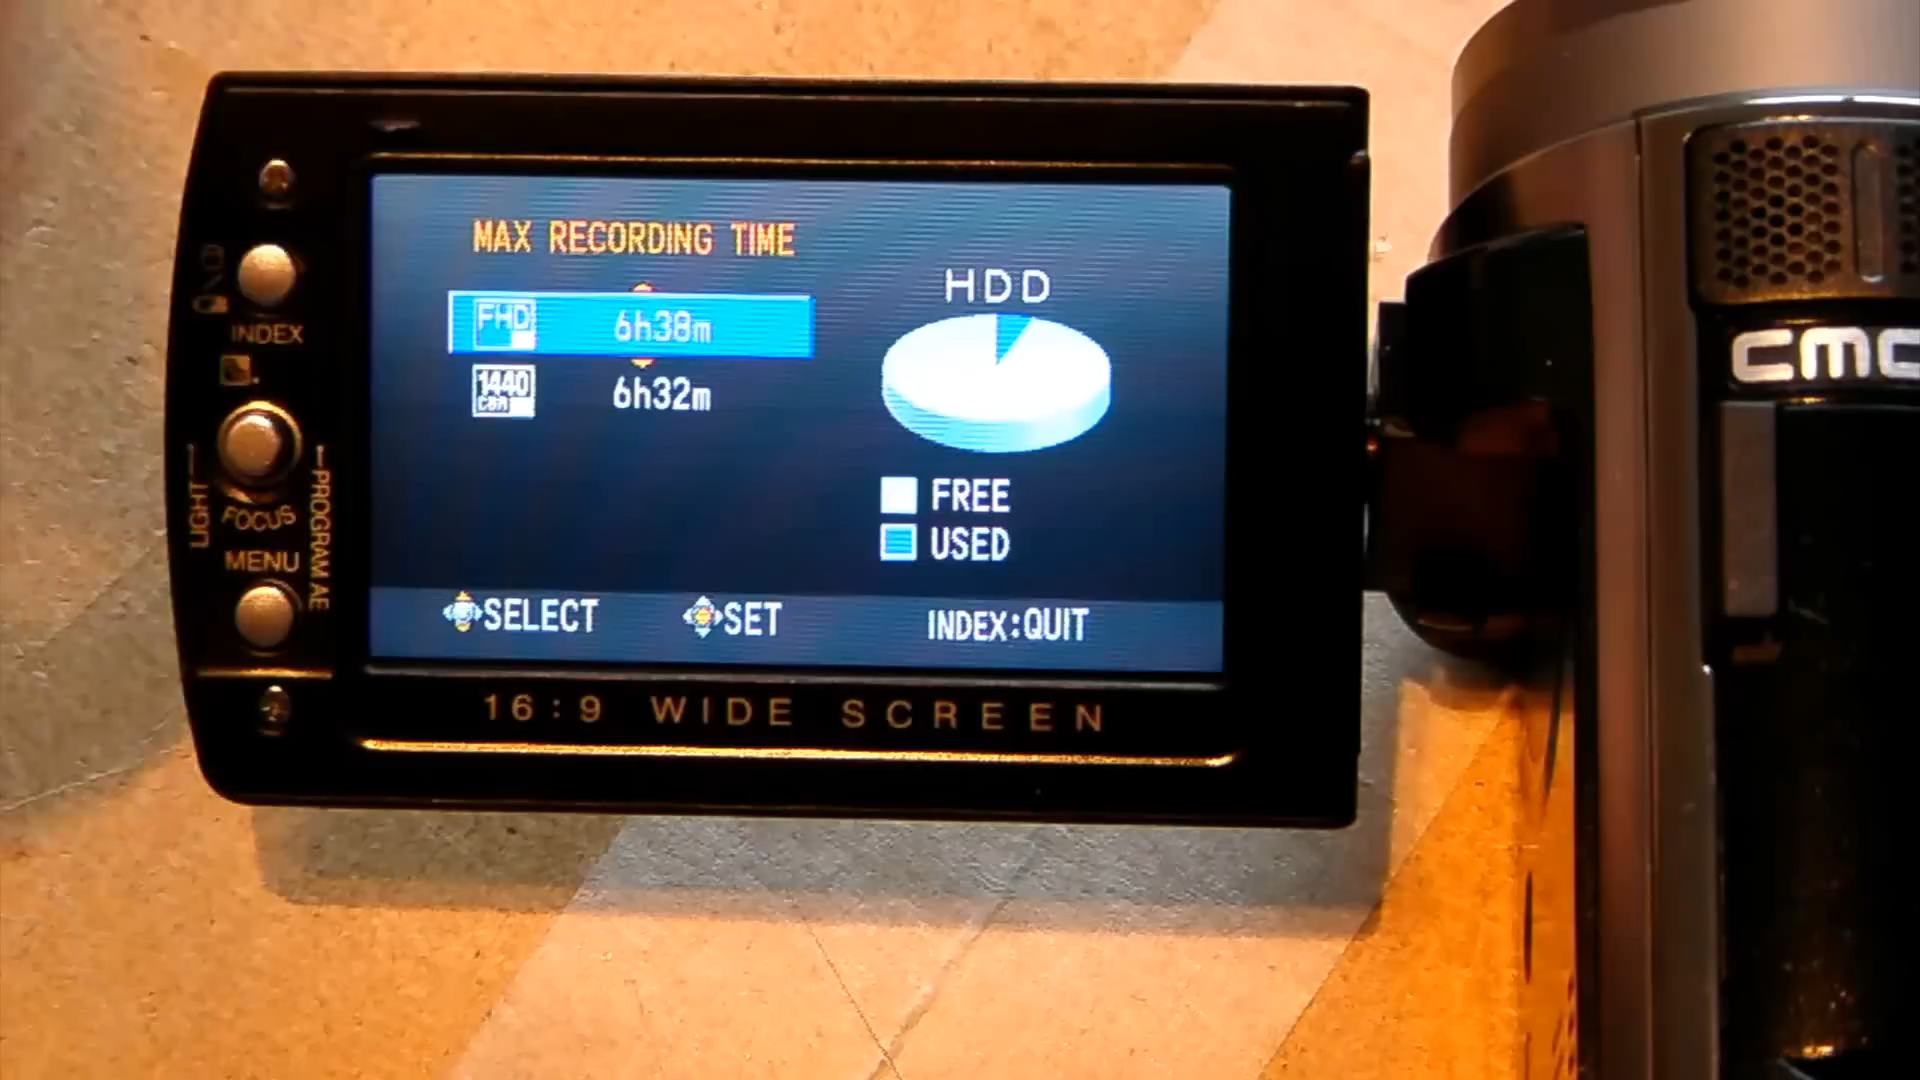 MAX RECORDING TIME
FHD 6h38m
1440 CBR 6h32m
HDD
FREE
USED
SELECT SET INDEX:QUIT
16:9 WIDE SCREEN
INDEX
LIGHT
FOCUS
PROGRAM AE
MENU